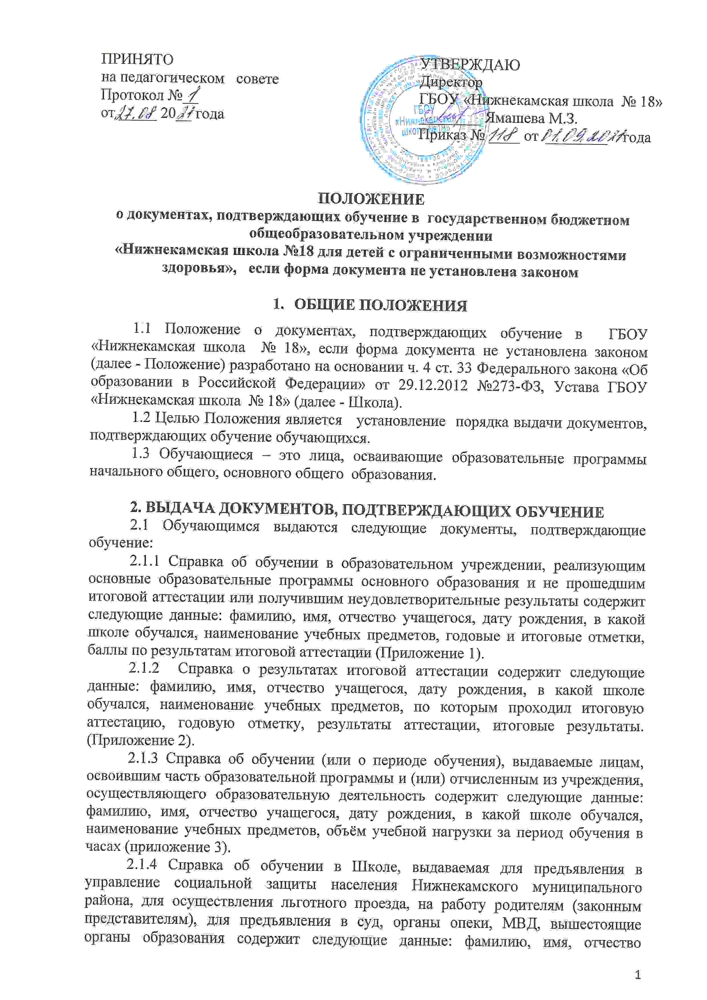 ПРИНЯТО
на педагогическом совете
Протокол № 1
от 27.08 2021 года
УТВЕРЖДАЮ
Директор
ГБОУ «Нижнекамская школа № 18»
Ямашева М.З.
Приказ № 118 от 01.09.2021 года
ГБОУ
«Нижнекамская
школа №18»
ПОЛОЖЕНИЕ
о документах, подтверждающих обучение в государственном бюджетном
общеобразовательном учреждении
«Нижнекамская школа №18 для детей с ограниченными возможностями
здоровья», если форма документа не установлена законом
1. ОБЩИЕ ПОЛОЖЕНИЯ
1.1 Положение о документах, подтверждающих обучение в ГБОУ
«Нижнекамская школа № 18», если форма документа не установлена законом
(далее - Положение) разработано на основании ч. 4 ст. 33 Федерального закона «Об
образовании в Российской Федерации» от 29.12.2012 №273-ФЗ, Устава ГБОУ
«Нижнекамская школа № 18» (далее - Школа).
1.2 Целью Положения является установление порядка выдачи документов,
подтверждающих обучение обучающихся.
1.3 Обучающиеся – это лица, осваивающие образовательные программы
начального общего, основного общего образования.
2. ВЫДАЧА ДОКУМЕНТОВ, ПОДТВЕРЖДАЮЩИХ ОБУЧЕНИЕ
2.1 Обучающимся выдаются следующие документы, подтверждающие
обучение:
2.1.1 Справка об обучении в образовательном учреждении, реализующим
основные образовательные программы основного образования и не прошедшим
итоговой аттестации или получившим неудовлетворительные результаты содержит
следующие данные: фамилию, имя, отчество учащегося, дату рождения, в какой
школе обучался, наименование учебных предметов, годовые и итоговые отметки,
баллы по результатам итоговой аттестации (Приложение 1).
2.1.2 Справка о результатах итоговой аттестации содержит следующие
данные: фамилию, имя, отчество учащегося, дату рождения, в какой школе
обучался, наименование учебных предметов, по которым проходил итоговую
аттестацию, годовую отметку, результаты аттестации, итоговые результаты.
(Приложение 2).
2.1.3 Справка об обучении (или о периоде обучения), выдаваемые лицам,
освоившим часть образовательной программы и (или) отчисленным из учреждения,
осуществляющего образовательную деятельность содержит следующие данные:
фамилию, имя, отчество учащегося, дату рождения, в какой школе обучался,
наименование учебных предметов, объём учебной нагрузки за период обучения в
часах (приложение 3).
2.1.4 Справка об обучении в Школе, выдаваемая для предъявления в
управление социальной защиты населения Нижнекамского муниципального
района, для осуществления льготного проезда, на работу родителям (законным
представителям), для предъявления в суд, органы опеки, МВД, вышестоящие
органы образования содержит следующие данные: фамилию, имя, отчество
1